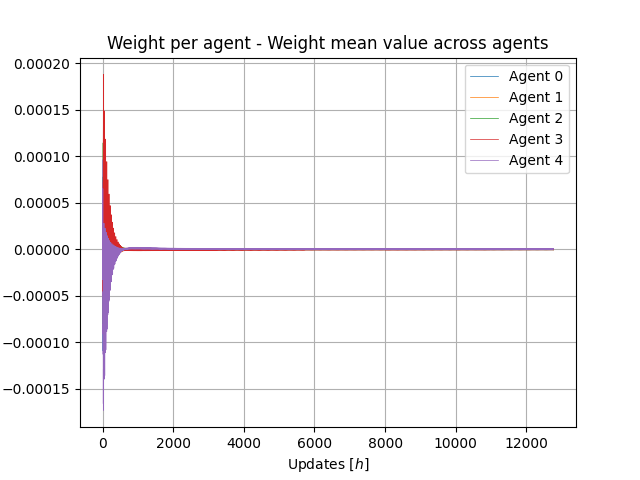 Weight per agent - Weight mean value across agents
0.00020
0.00015
0.00010
0.00005
0.00000
−0.00005
−0.00010
−0.00015
Agent 0
Agent 1
Agent 2
Agent 3
Agent 4
0 2000 4000 6000 8000 10000 12000
Updates [h]